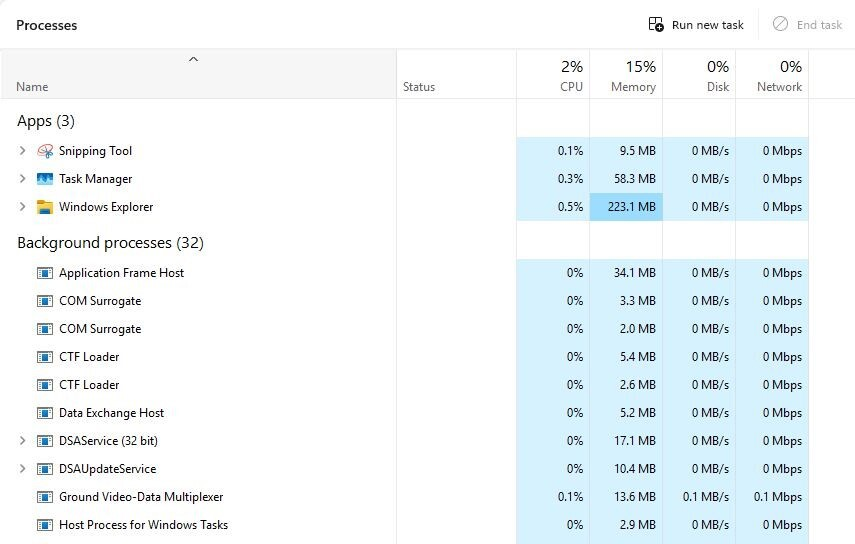 Processes Run new task End task
2% 15% 0% 0%
Name Status CPU Memory Disk Network
Apps (3)
Snipping Tool 0.1% 9.5 MB 0 MB/s 0 Mbps
Task Manager 0.3% 58.3 MB 0 MB/s 0 Mbps
Windows Explorer 0.5% 223.1 MB 0 MB/s 0 Mbps
Background processes (32)
Application Frame Host 0% 34.1 MB 0 MB/s 0 Mbps
COM Surrogate 0% 3.3 MB 0 MB/s 0 Mbps
COM Surrogate 0% 2.0 MB 0 MB/s 0 Mbps
CTF Loader 0% 5.4 MB 0 MB/s 0 Mbps
CTF Loader 0% 2.6 MB 0 MB/s 0 Mbps
Data Exchange Host 0% 5.2 MB 0 MB/s 0 Mbps
DSAService (32 bit) 0% 17.1 MB 0 MB/s 0 Mbps
DSAUpdateService 0% 10.4 MB 0 MB/s 0 Mbps
Ground Video-Data Multiplexer 0.1% 13.6 MB 0.1 MB/s 0.1 Mbps
Host Process for Windows Tasks 0% 2.9 MB 0 MB/s 0 Mbps